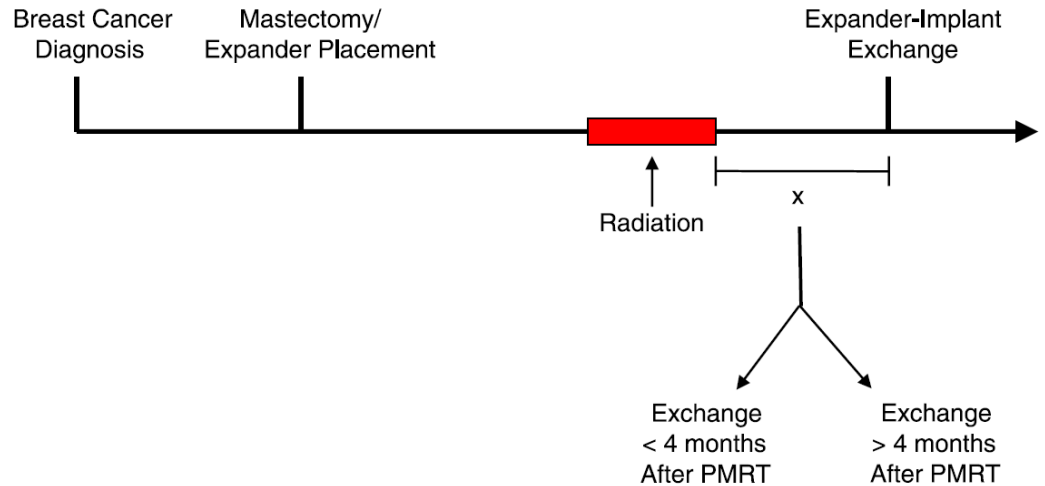 Breast Cancer
Diagnosis
Mastectomy/
Expander Placement
Expander-Implant
Exchange
Radiation
x
Exchange
< 4 months
After PMRT
Exchange
> 4 months
After PMRT